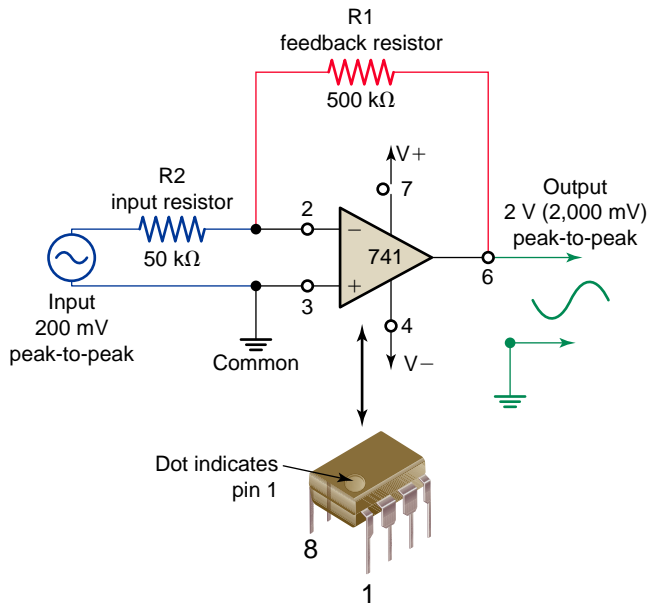 R1
feedback resistor
500 kΩ
V+
7
R2
input resistor
50 kΩ
2
−
741
+
3
6
4
V−
Output
2 V (2,000 mV)
peak-to-peak
Input
200 mV
peak-to-peak
Common
Dot indicates
pin 1
8
1